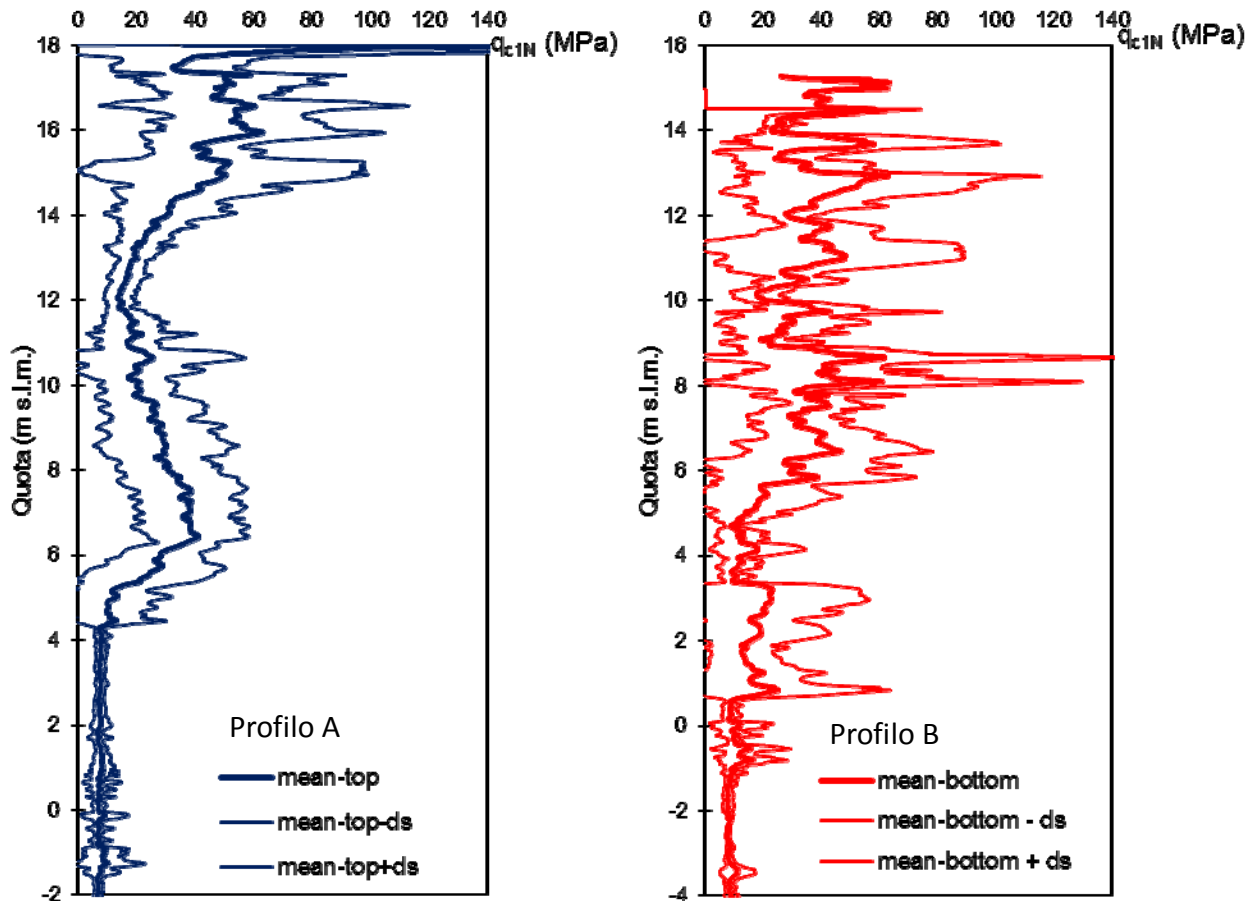 0 20 40 60 80 100 120 140
q_c1N (MPa)
18
16
14
12
10
8
6
4
2
0
-2
Quota (m s.l.m.)
Profilo A
mean-top
mean-top-ds
mean-top+ds
0 20 40 60 80 100 120 140
q_c1N (MPa)
16
14
12
10
8
6
4
2
0
-2
-4
Quota (m s.l.m.)
Profilo B
mean-bottom
mean-bottom - ds
mean-bottom + ds